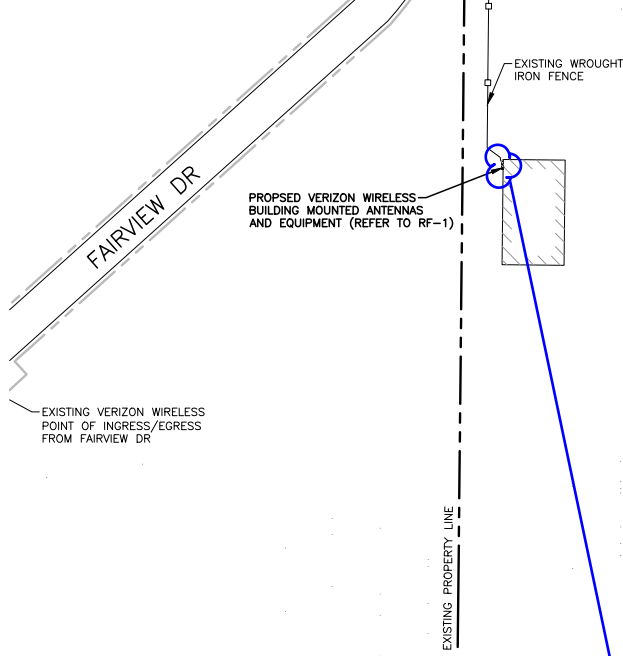 EXISTING WROUGHT
IRON FENCE
FAIRVIEW DR
PROPSED VERIZON WIRELESS
BUILDING MOUNTED ANTENNAS
AND EQUIPMENT (REFER TO RF-1)
EXISTING VERIZON WIRELESS
POINT OF INGRESS/EGRESS
FROM FAIRVIEW DR
EXISTING PROPERTY LINE